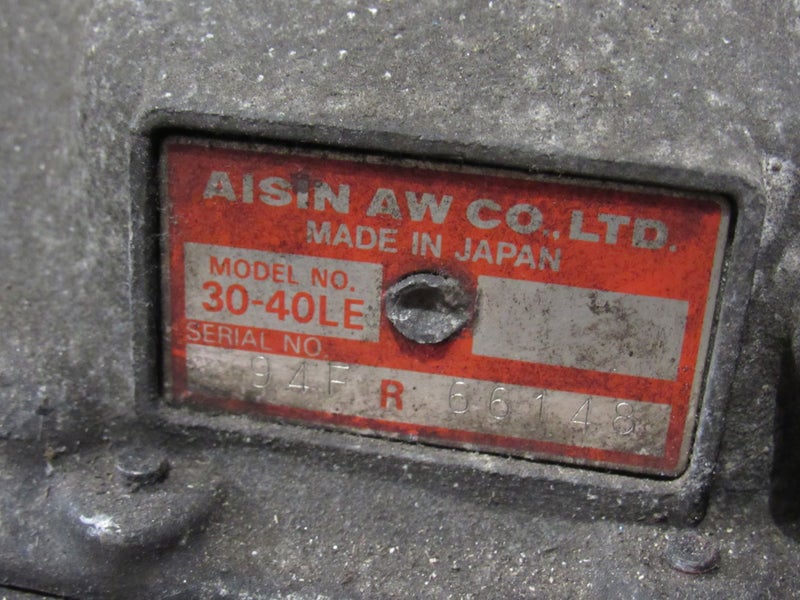 AISIN AW CO., LTD.
MADE IN JAPAN
MODEL NO.
30-40LE
SERIAL NO.
94F R 66148